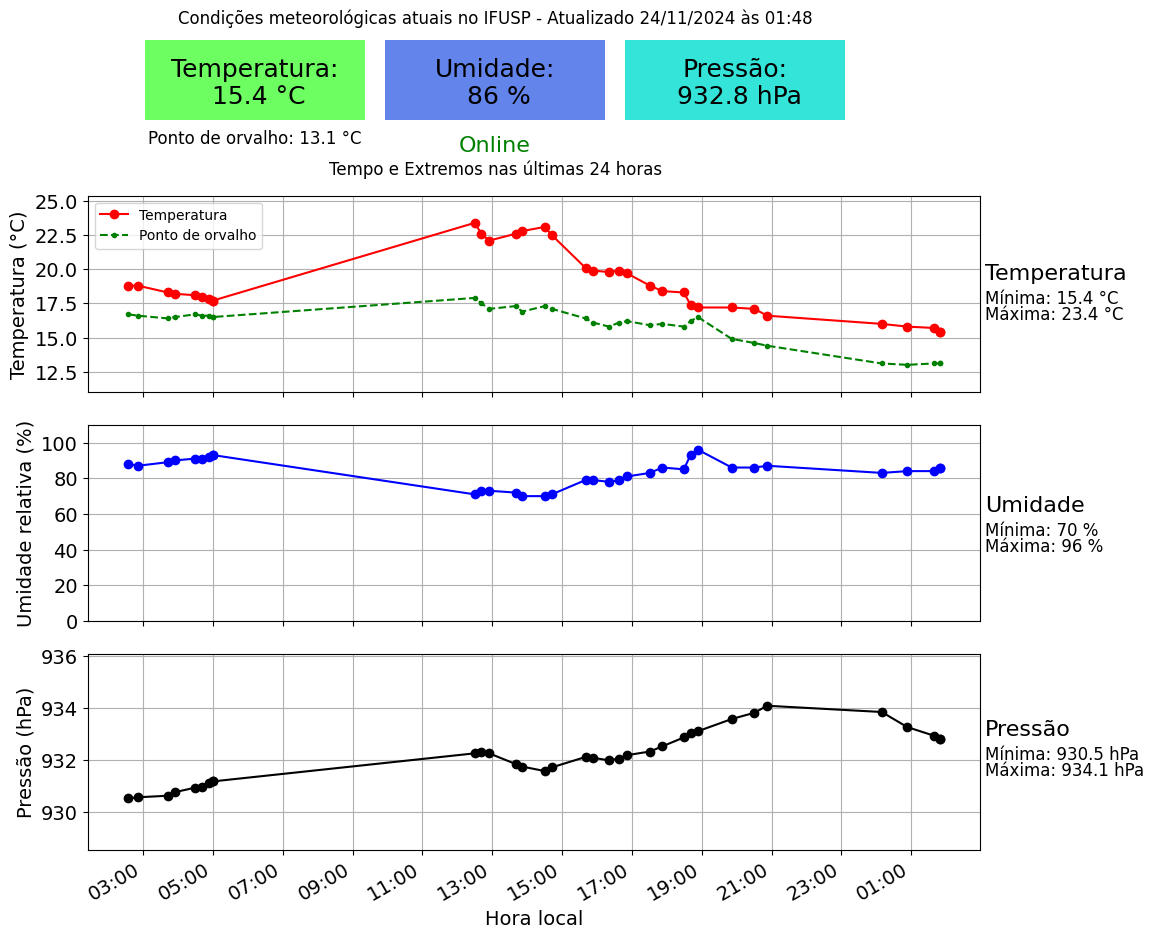 Condições meteorológicas atuais no IFUSP - Atualizado 24/11/2024 às 01:48
Temperatura:
15.4 °C
Umidade:
86 %
Pressão:
932.8 hPa
Ponto de orvalho: 13.1 °C
Online
Tempo e Extremos nas últimas 24 horas
Temperatura (°C)
25.0
22.5
20.0
17.5
15.0
12.5
Temperatura
Ponto de orvalho
Temperatura
Mínima: 15.4 °C
Máxima: 23.4 °C
Umidade relativa (%)
100
80
60
40
20
0
Umidade
Mínima: 70 %
Máxima: 96 %
Pressão (hPa)
936
934
932
930
Pressão
Mínima: 930.5 hPa
Máxima: 934.1 hPa
03:00 05:00 07:00 09:00 11:00 13:00 15:00 17:00 19:00 21:00 23:00 01:00
Hora local